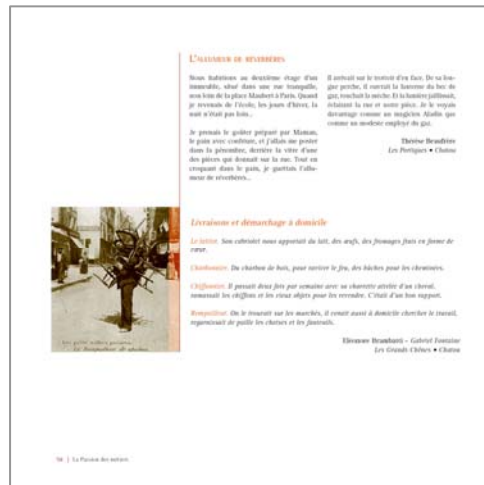 L'ALLUMEUR DE RÉVERBÈRES
Nous habitions au deuxième étage d'un
immeuble, situé dans une rue tranquille,
non loin de la place Maubert à Paris. Quand
je revenais de l'école, les jours d'hiver, la
nuit n'était pas loin...
Je prenais le goûter préparé par Maman,
le pain avec confiture, et j'allais me poster
dans la pénombre, derrière la vitre d'une
des pièces qui donnait sur la rue. Tout en
croquant dans le pain, je guettais l'allu-
meur de réverbères...
Il arrivait sur le trottoir d'en face. De sa lon-
gue perche, il ouvrait la lanterne du bec de
gaz, touchait la mèche. Et la lumière jaillissait,
éclairant la rue et notre pièce. Je le voyais
davantage comme un magicien Aladin que
comme un modeste employé du gaz.
Thérèse
Les Portiques • Chatou
Livraisons et démarchage à domicile
Le laitier. Son cabriolet nous apportait du lait, des œufs, des fromages frais en forme de
cœur.
Charbonnier. Du charbon de bois, pour raviver le feu, des bûches pour les cheminées.
Chiffonnier. Il passait deux fois par semaine avec sa charrette attelée d'un cheval,
ramassait les chiffons et les vieux objets pour les revendre. C'était d'un bon rapport.
Rempailleur. On le trouvait sur les marchés, il venait aussi à domicile chercher le travail,
regarnissait de paille les chaises et les fauteuils.
Eléonore - Gabriel Fontaine
Les Grands Chênes • Chatou
Le Rempailleur de chaises
54 | La Passion des métiers